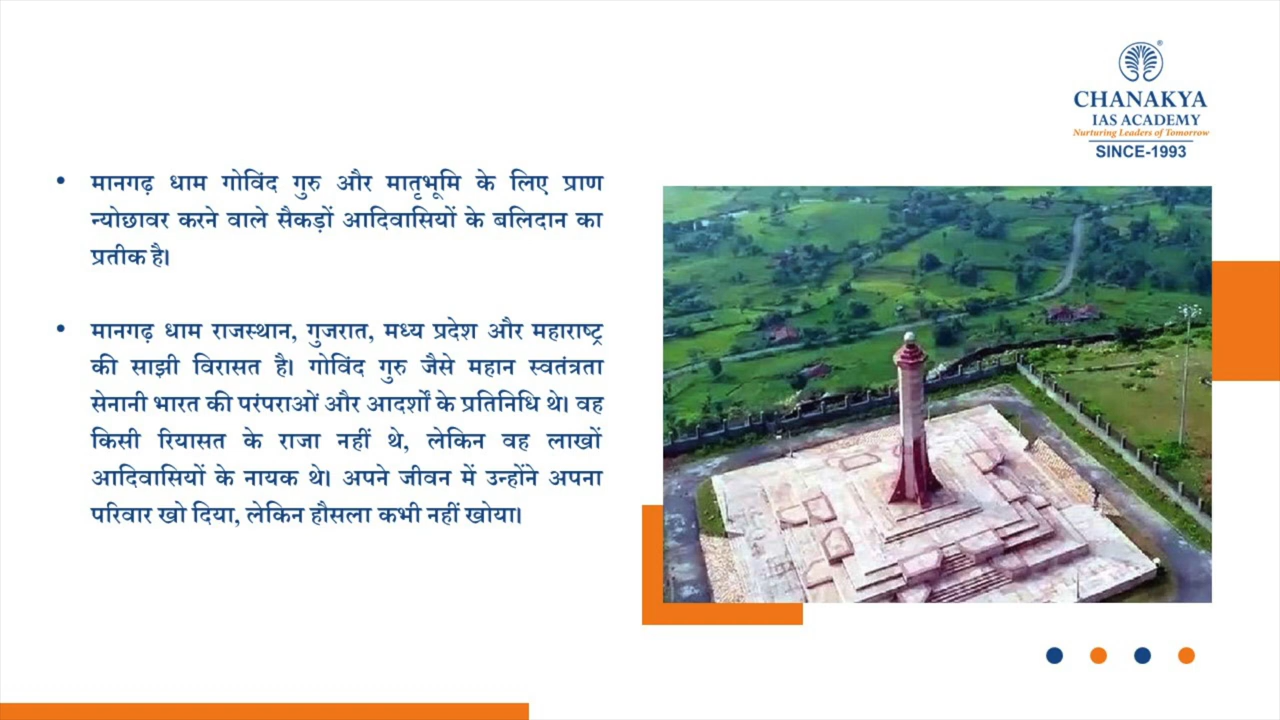 CHANAKYA
IAS ACADEMY
Nurturing Leaders of Tomorrow
SINCE-1993
• मानगढ़ धाम गोविंद गुरु और मातृभूमि के लिए प्राण
न्योछावर करने वाले सैकड़ों आदिवासियों के बलिदान का
प्रतीक है।
• मानगढ़ धाम राजस्थान, गुजरात, मध्य प्रदेश और महाराष्ट्र
की साझी विरासत है। गोविंद गुरु जैसे महान स्वतंत्रता
सेनानी भारत की परंपराओं और आदर्शों के प्रतिनिधि थे। वह
किसी रियासत के राजा नहीं थे, लेकिन वह लाखों
आदिवासियों के नायक थे। अपने जीवन में उन्होंने अपना
परिवार खो दिया, लेकिन हौसला कभी नहीं खोया।